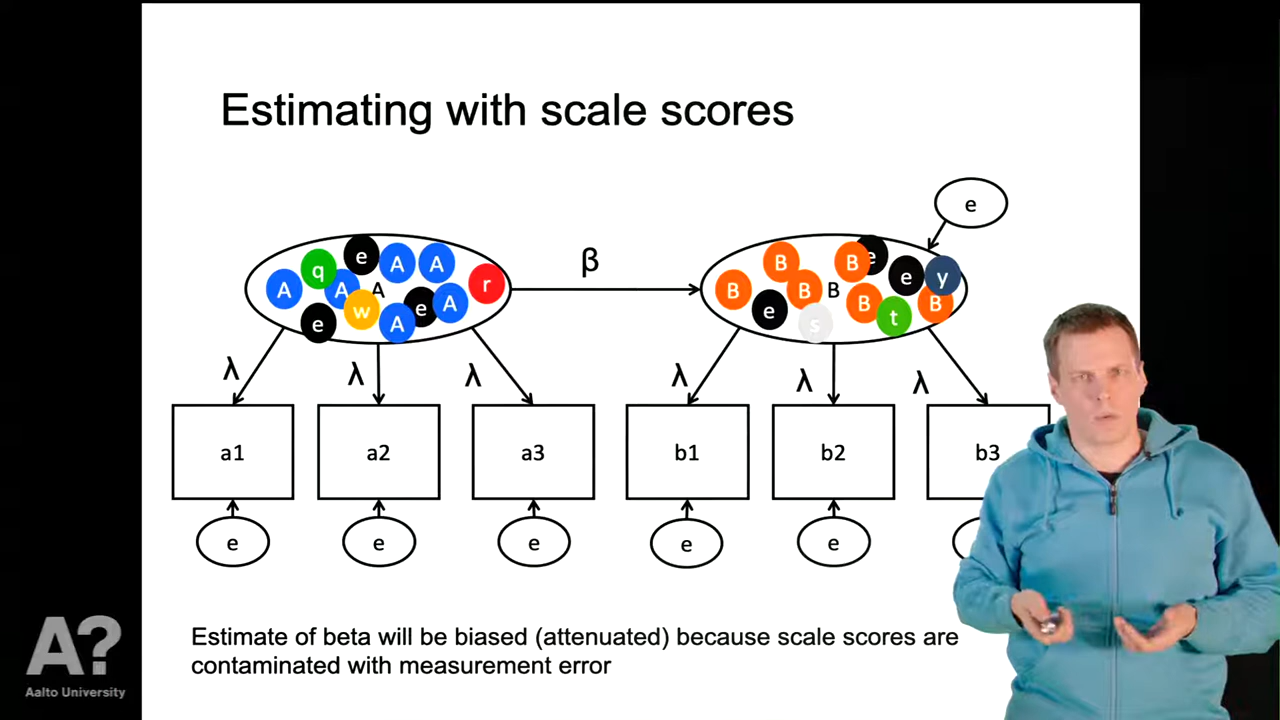 Estimating with scale scores
e
β
q e A A
A A A r
w e A
e A
B B e
B B B e y
e B B
s t
λ λ λ λ λ λ
a1 a2 a3 b1 b2 b3
e e e e e
Estimate of beta will be biased (attenuated) because scale scores are
contaminated with measurement error
A?
Aalto University